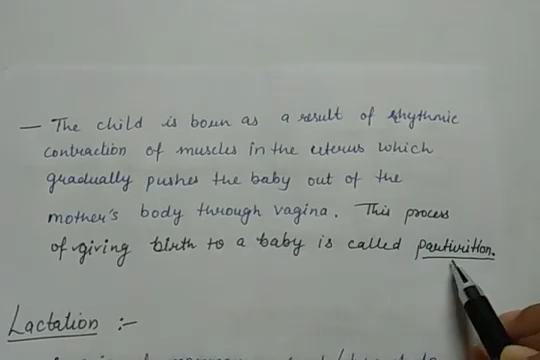 — The child is born as a result of rhythmic
contraction of muscles in the uterus which
gradually pushes the baby out of the
mother's body through vagina. This process
of giving birth to a baby is called parturition.
Lactation :-